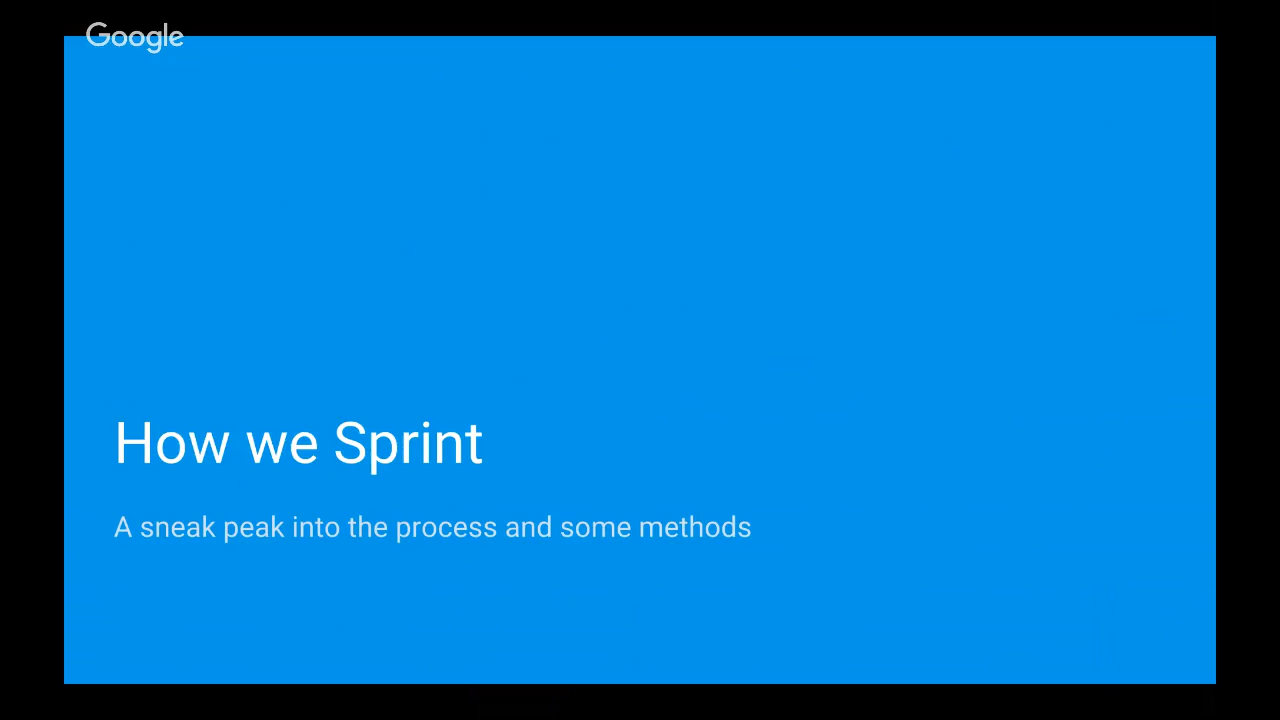 Google
How we Sprint
A sneak peak into the process and some methods